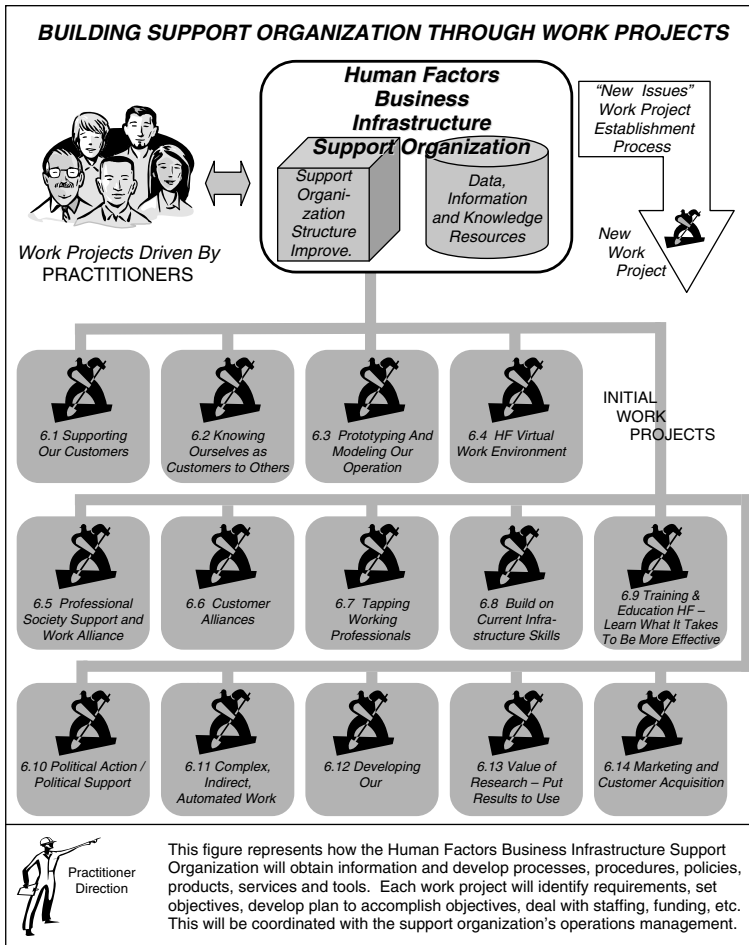 BUILDING SUPPORT ORGANIZATION THROUGH WORK PROJECTS
Human Factors
Business
Infrastructure
Support Organization
Support
Organi-
zation
Structure
Improve.
Data,
Information
and Knowledge
Resources
"New Issues"
Work Project
Establishment
Process
New
Work
Project
Work Projects Driven By
PRACTITIONERS
INITIAL
WORK
PROJECTS
6.1 Supporting
Our Customers
6.2 Knowing
Ourselves as
Customers to Others
6.3 Prototyping And
Modeling Our
Operation
6.4 HF Virtual
Work Environment
6.5 Professional
Society Support and
Work Alliance
6.6 Customer
Alliances
6.7 Tapping
Working
Professionals
6.8 Build on
Current Infra-
structure Skills
6.9 Training &
Education HF –
Learn What It Takes
To Be More Effective
6.10 Political Action /
Political Support
6.11 Complex,
Indirect,
Automated Work
6.12 Developing
Our
6.13 Value of
Research – Put
Results to Use
6.14 Marketing and
Customer Acquisition
Practitioner
Direction
This figure represents how the Human Factors Business Infrastructure Support
Organization will obtain information and develop processes, procedures, policies,
products, services and tools. Each work project will identify requirements, set
objectives, develop plan to accomplish objectives, deal with staffing, funding, etc.
This will be coordinated with the support organization's operations management.